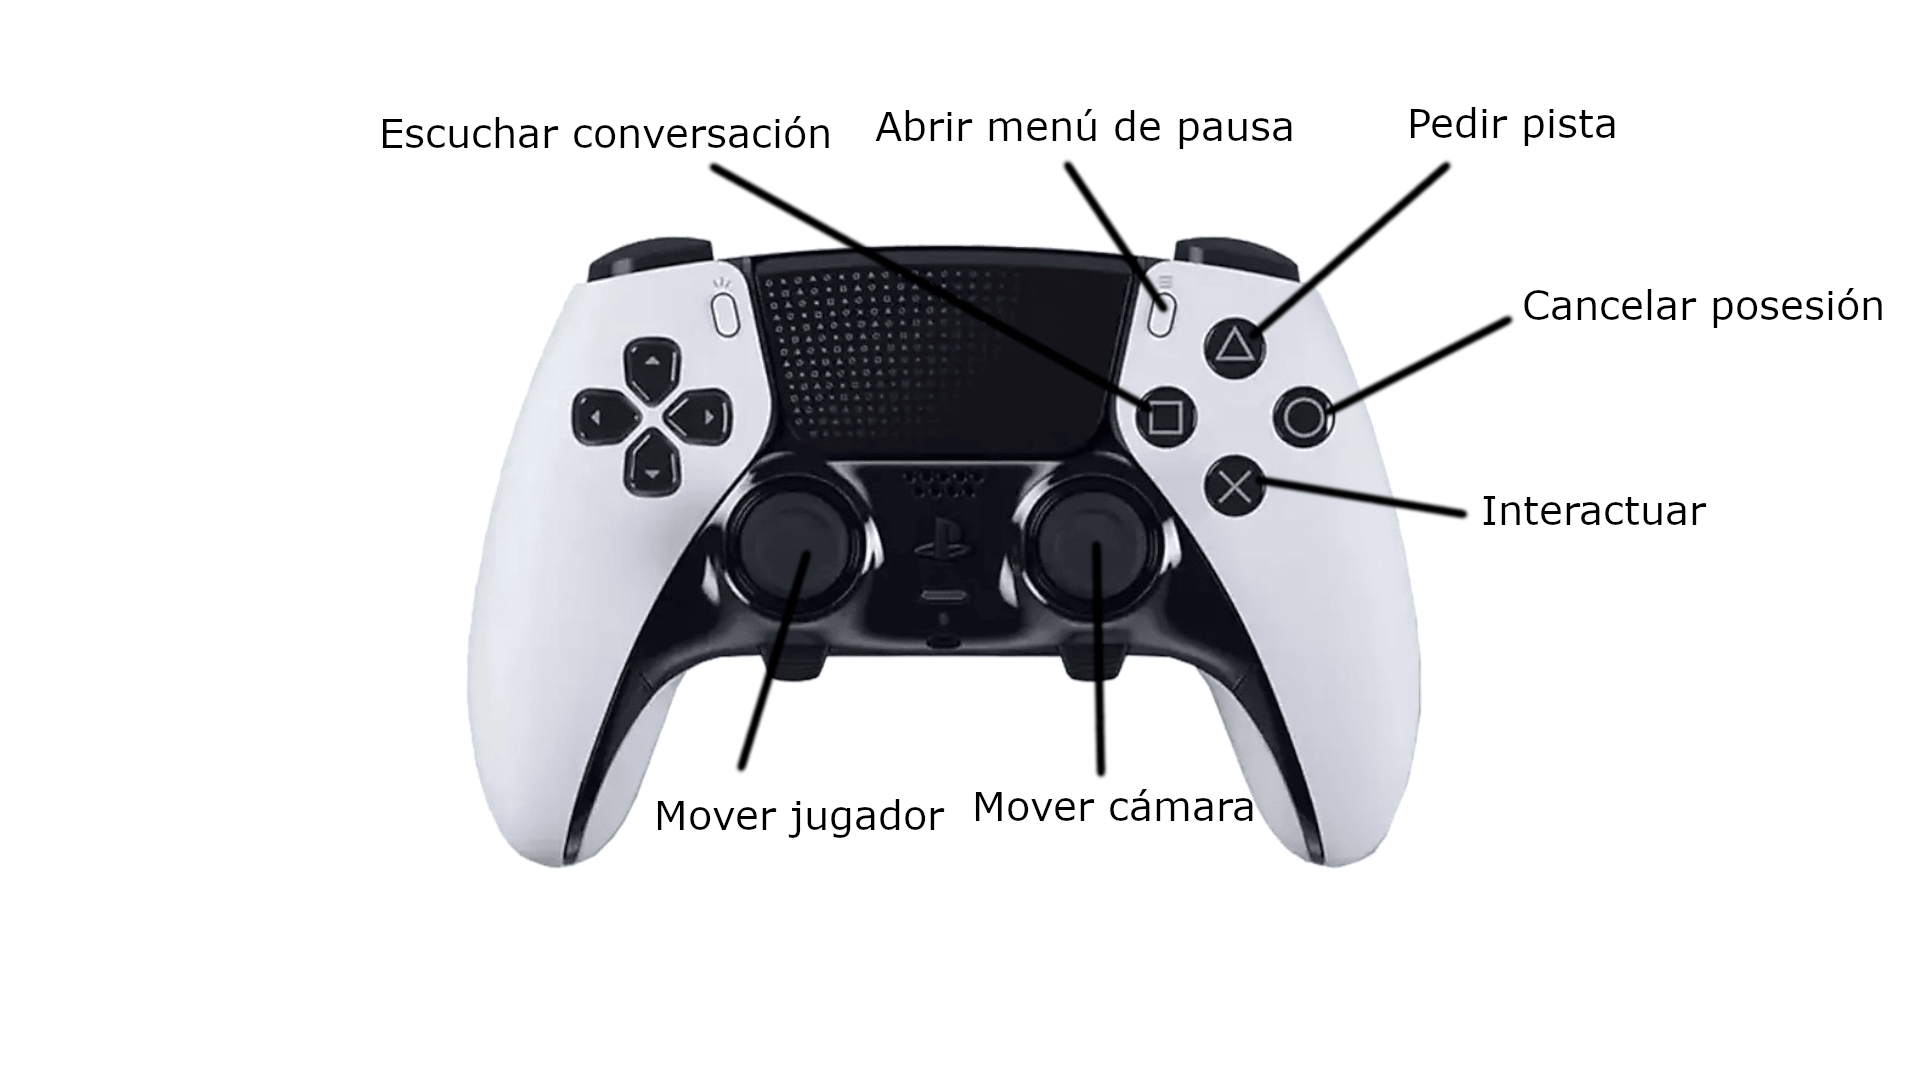 Escuchar conversación
Abrir menú de pausa
Pedir pista
Cancelar posesión
Interactuar
Mover jugador
Mover cámara